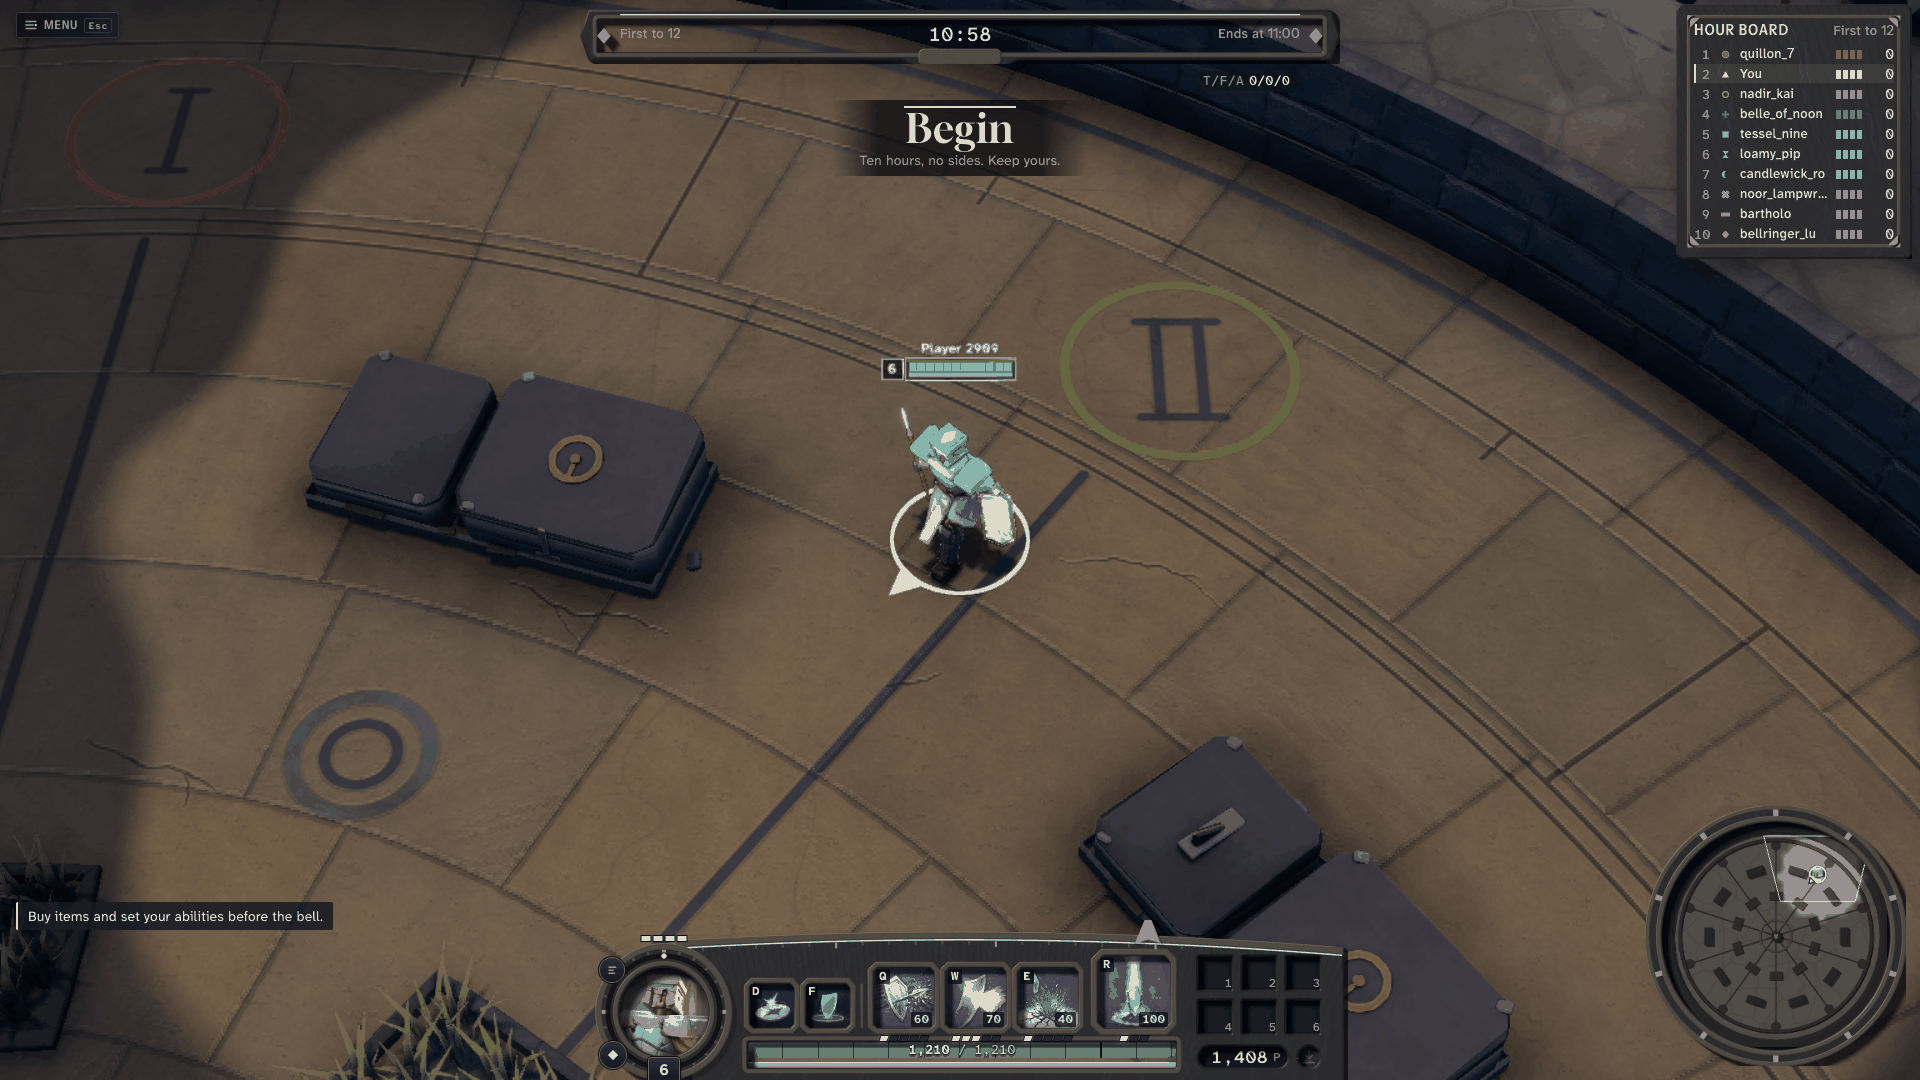 MENU Esc
First to 12
10:58
Ends at 11:00
T/F/A 0/0/0
Begin
Ten hours, no sides. Keep yours.
HOUR BOARD First to 12
1 quillon_7 0
2 You 0
3 nadir_kai 0
4 belle_of_noon 0
5 tessel_nine 0
6 loamy_pip 0
7 candlewick_ro 0
8 noor_lampwr... 0
9 bartholo 0
10 bellringer_lu 0
I
II
Player 2909
6
Buy items and set your abilities before the bell.
D
F
Q 60
W 70
E 40
R 100
1 2 3
4 5 6
1,210 / 1,210
1,408 P
6